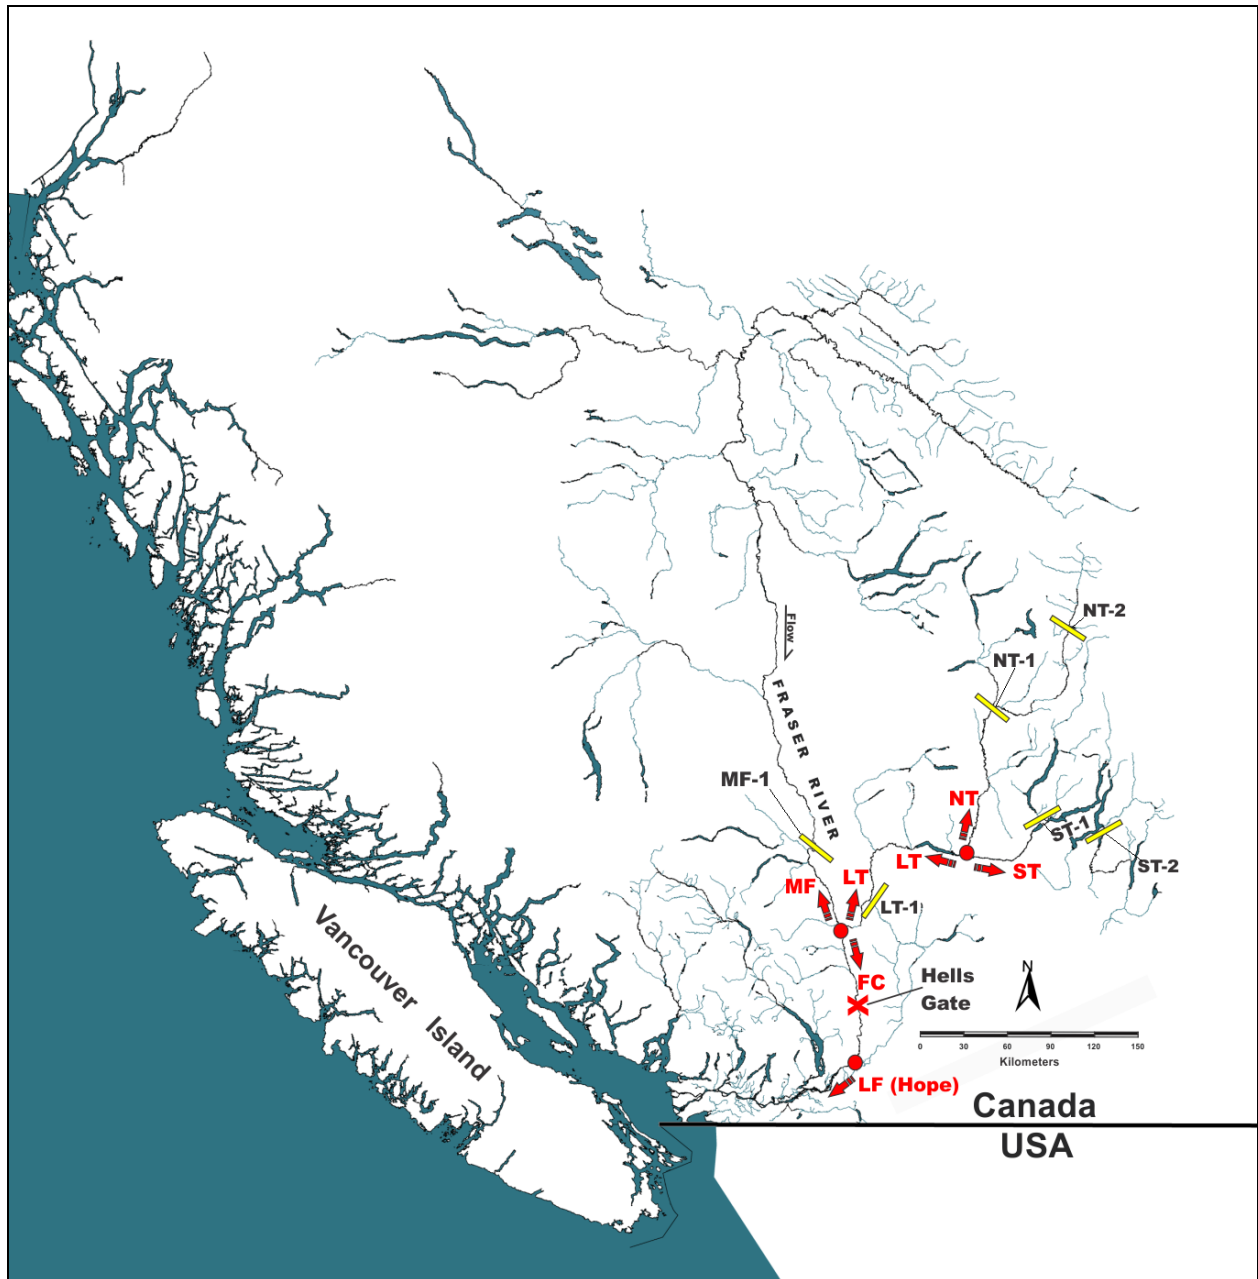 NT-2
NT-1
Flow
FRASER RIVER
MF-1
NT
ST-1
LT
ST
ST-2
MF
LT
LT-1
FC
Hells
Gate
N
0 30 60 90 120 150
Kilometers
LF (Hope)
Vancouver Island
Canada
USA